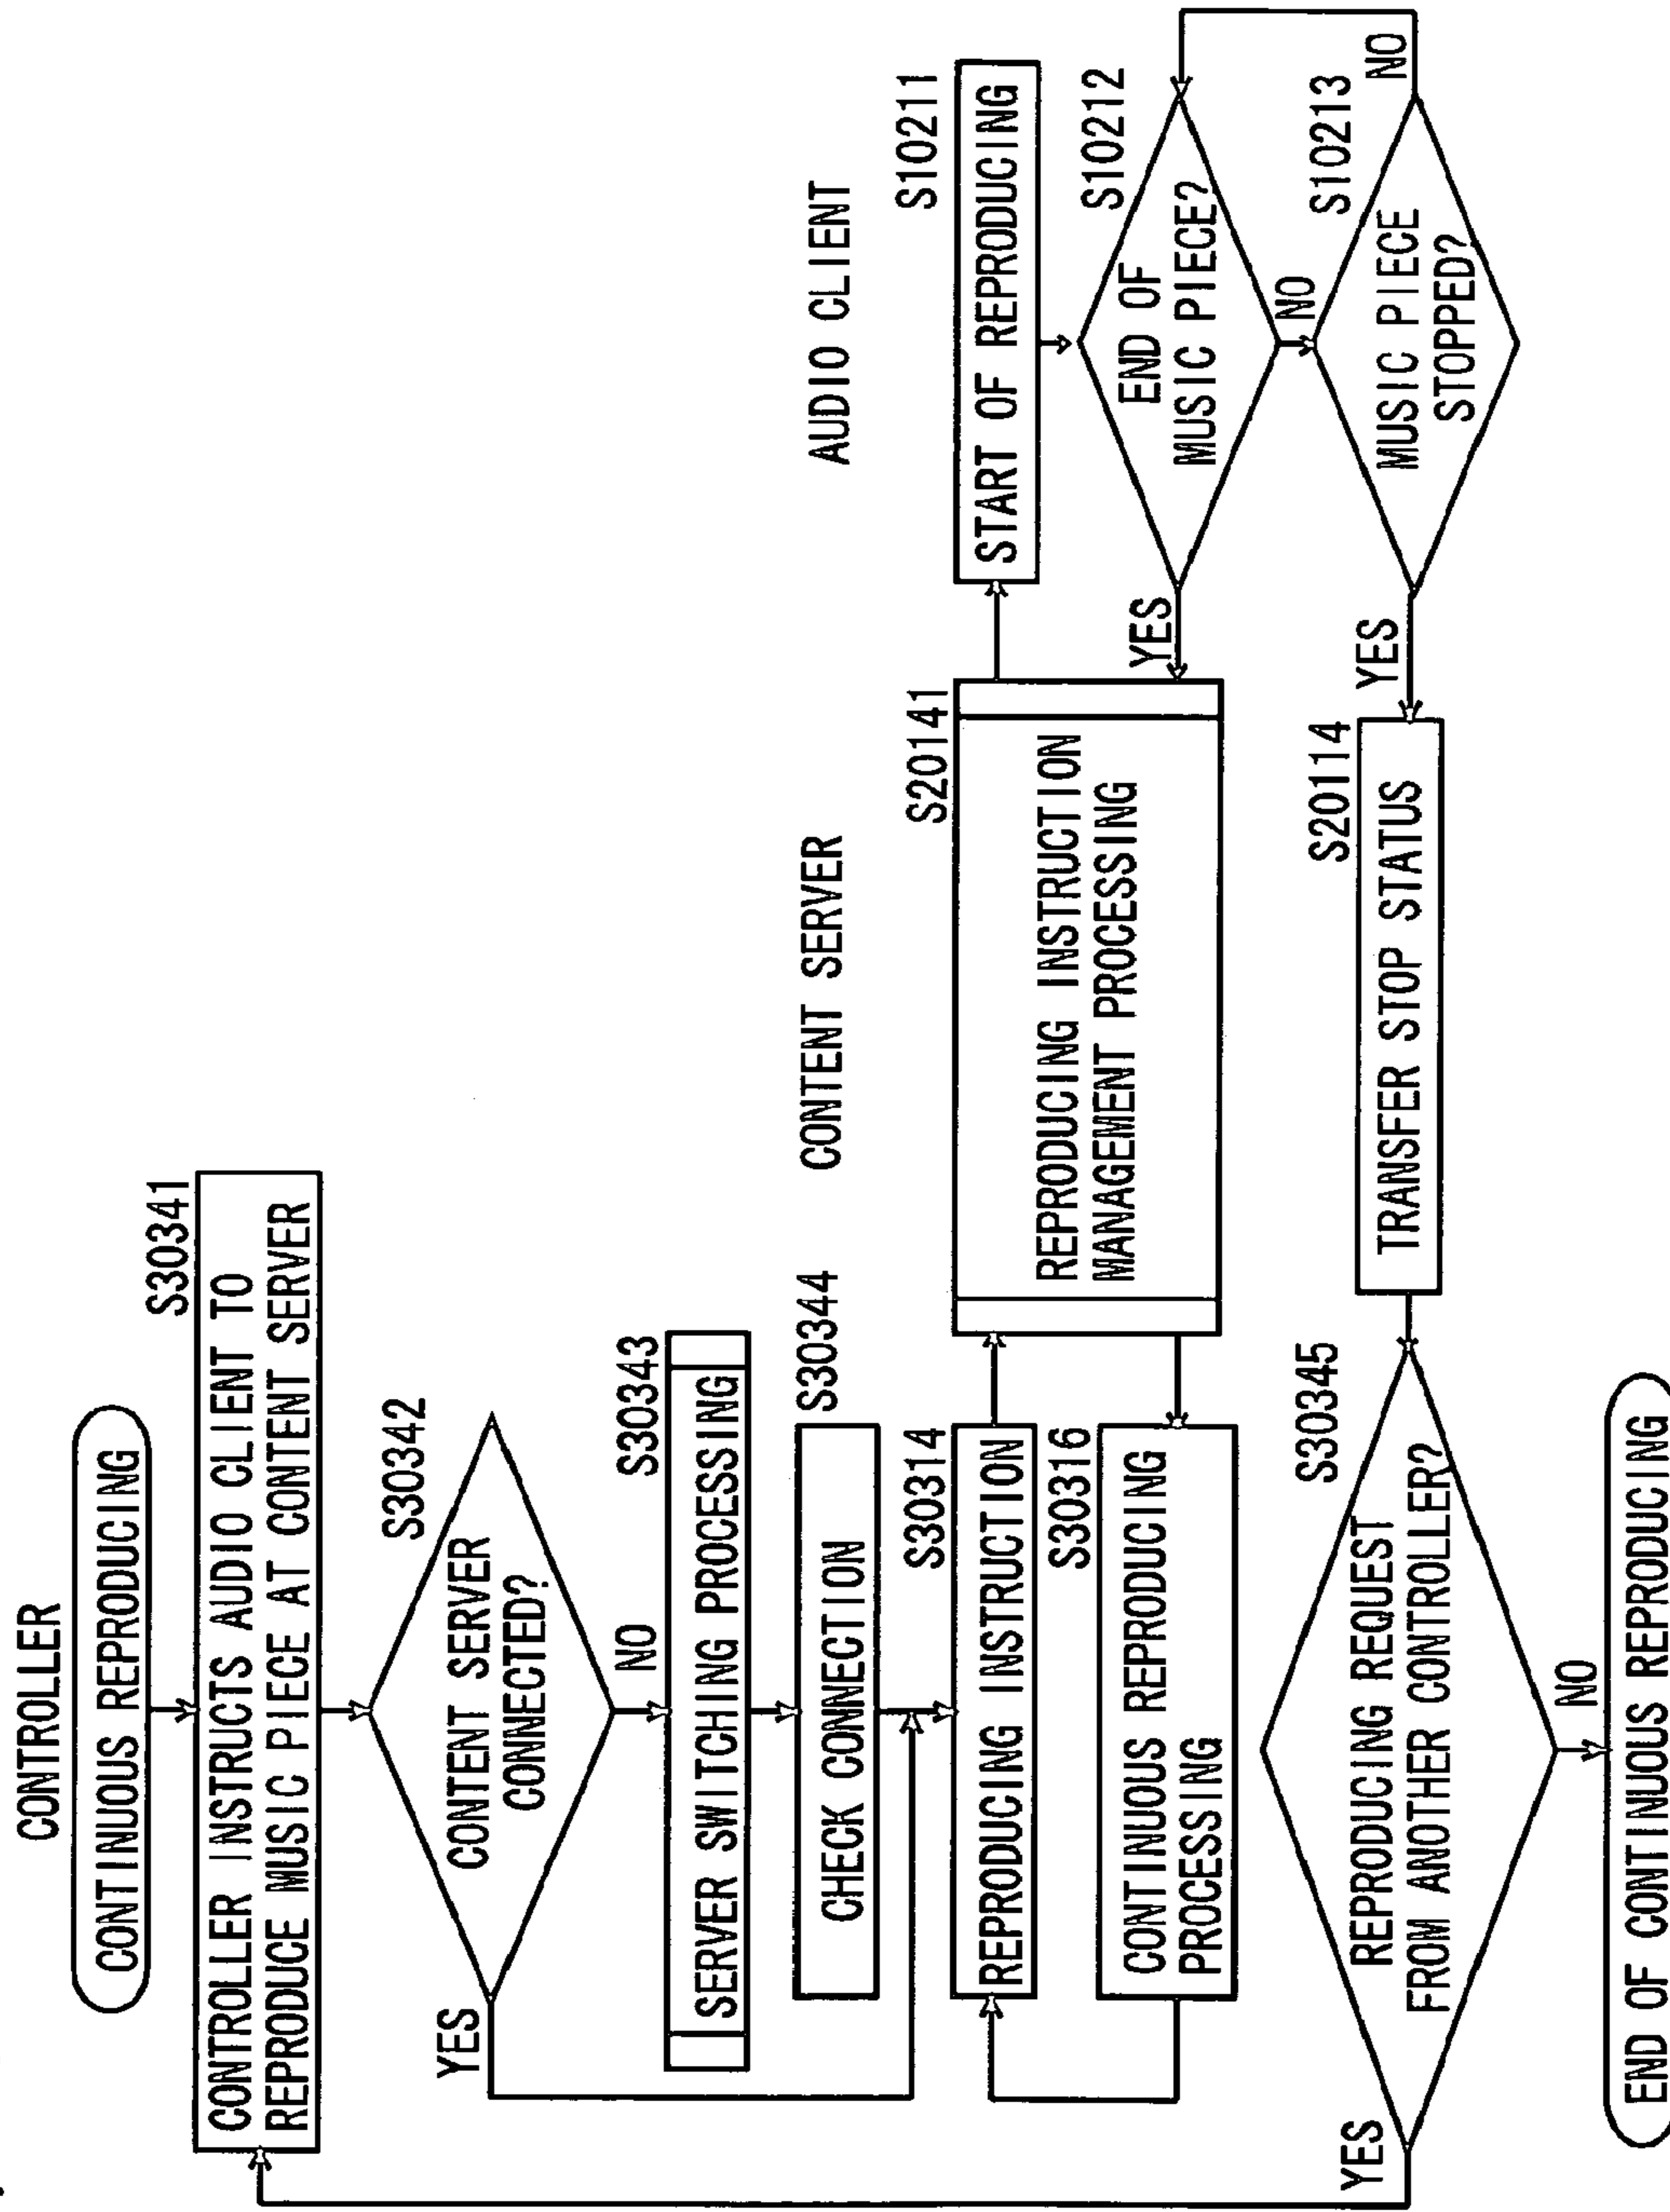 CONTROLLER
CONTINUOUS REPRODUCING
S30341
CONTROLLER INSTRUCTS AUDIO CLIENT TO
REPRODUCE MUSIC PIECE AT CONTENT SERVER
S30342
CONTENT SERVER
CONNECTED?
YES
NO
S30343
SERVER SWITCHING PROCESSING
S30344
CHECK CONNECTION
CONTENT SERVER
AUDIO CLIENT
S30314
REPRODUCING INSTRUCTION
S20141
REPRODUCING INSTRUCTION
MANAGEMENT PROCESSING
S10211
START OF REPRODUCING
S30316
CONTINUOUS REPRODUCING
PROCESSING
YES
S10212
END OF
MUSIC PIECE?
NO
S30345
REPRODUCING REQUEST
FROM ANOTHER CONTROLLER?
YES
NO
S20114
TRANSFER STOP STATUS
YES
S10213
MUSIC PIECE
STOPPED?
NO
END OF CONTINUOUS REPRODUCING